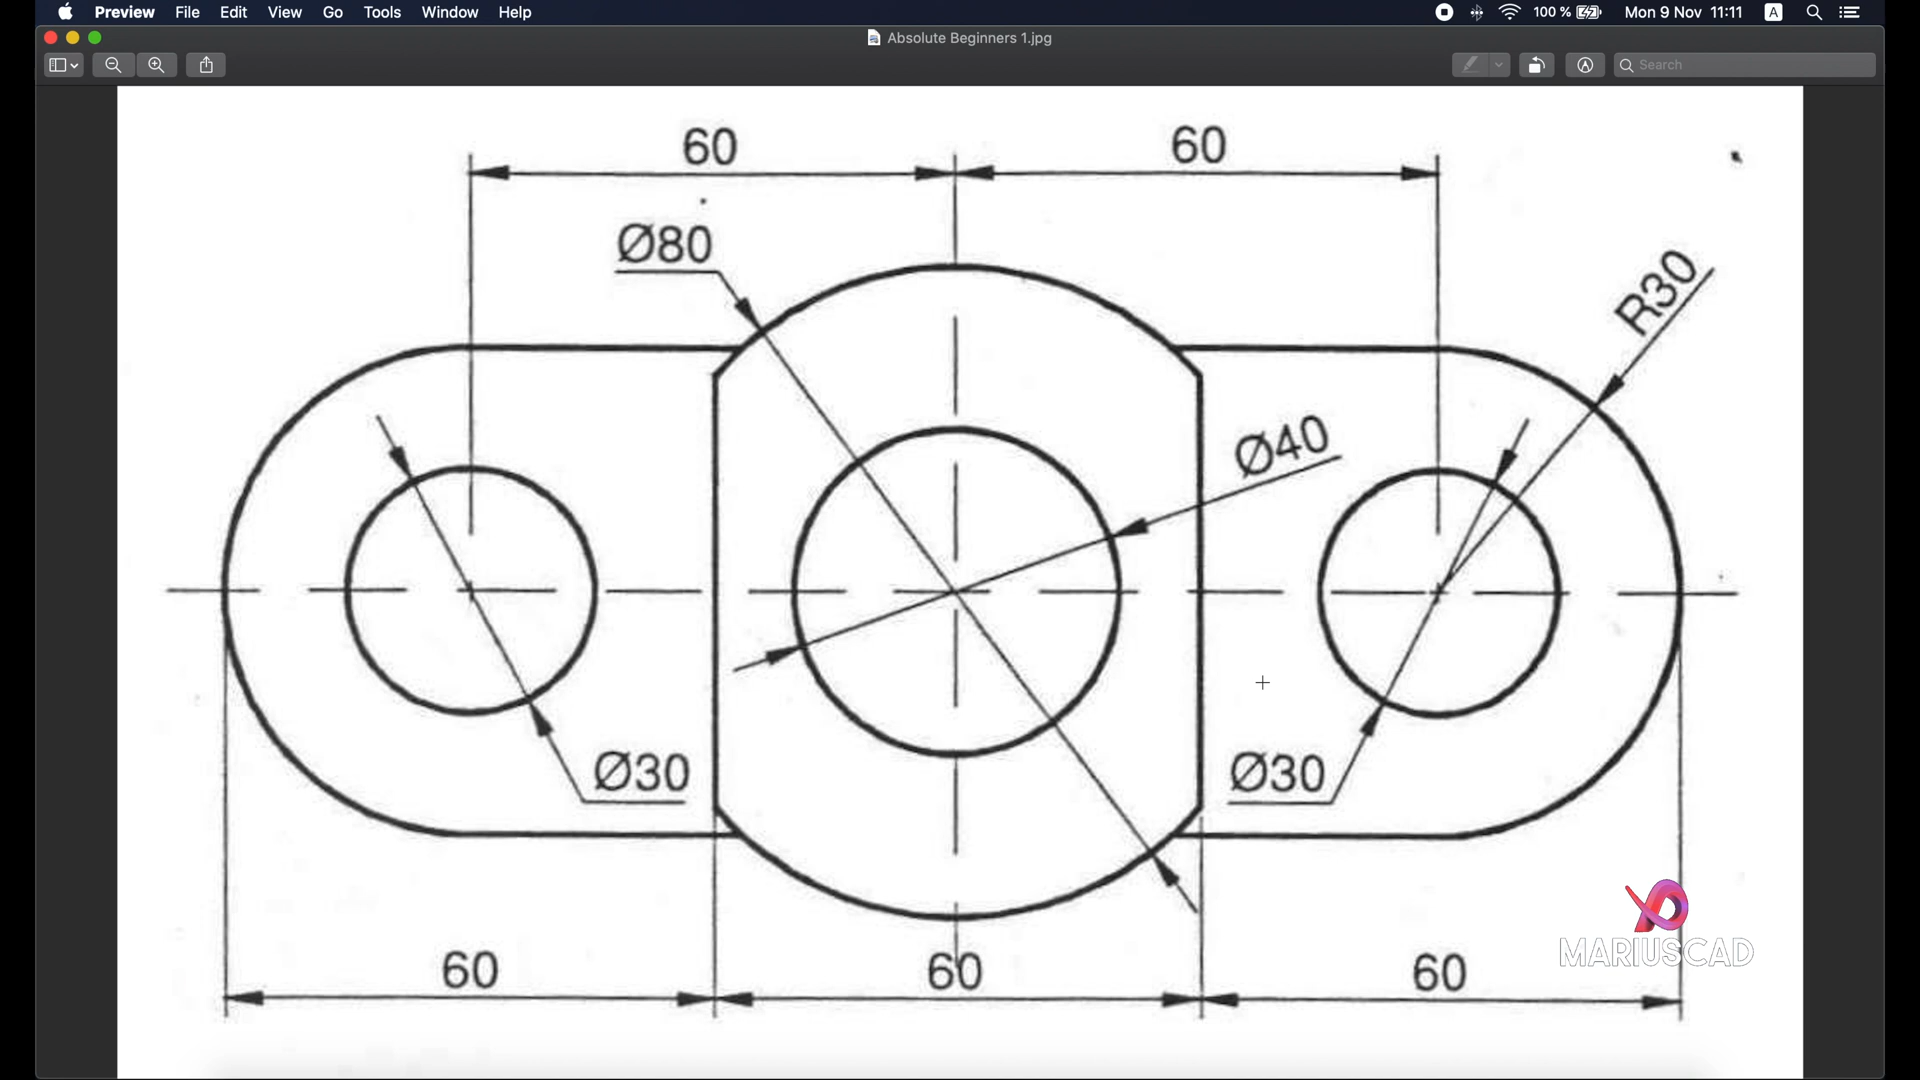 Preview File Edit View Go Tools Window Help
100 % Mon 9 Nov 11:11 A
Absolute Beginners 1.jpg
Search
60
60
Ø80
R30
Ø40
Ø30
Ø30
MARIUSCAD
60
60
60